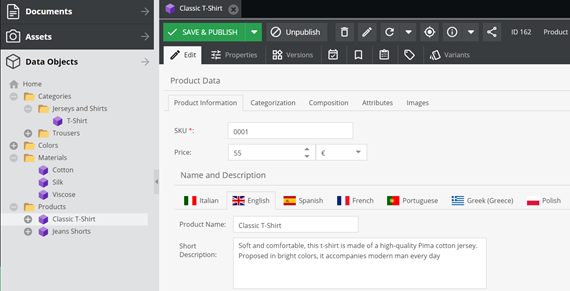 Documents
Assets
Data Objects
Home
Categories
Jerseys and Shirts
T-Shirt
Trousers
Colors
Materials
Cotton
Silk
Viscose
Products
Classic T-Shirt
Jeans Shorts
Classic T-Shirt
SAVE & PUBLISH Unpublish ID 162 Product
Edit Properties Versions Variants
Product Data
Product Information Categorization Composition Attributes Images
SKU *: 0001
Price: 55 €
Name and Description
Italian English Spanish French Portuguese Greek (Greece) Polish
Product Name: Classic T-Shirt
Short Description: Soft and comfortable, this t-shirt is made of a high-quality Pima cotton jersey.
Proposed in bright colors, it accompanies modern man every day